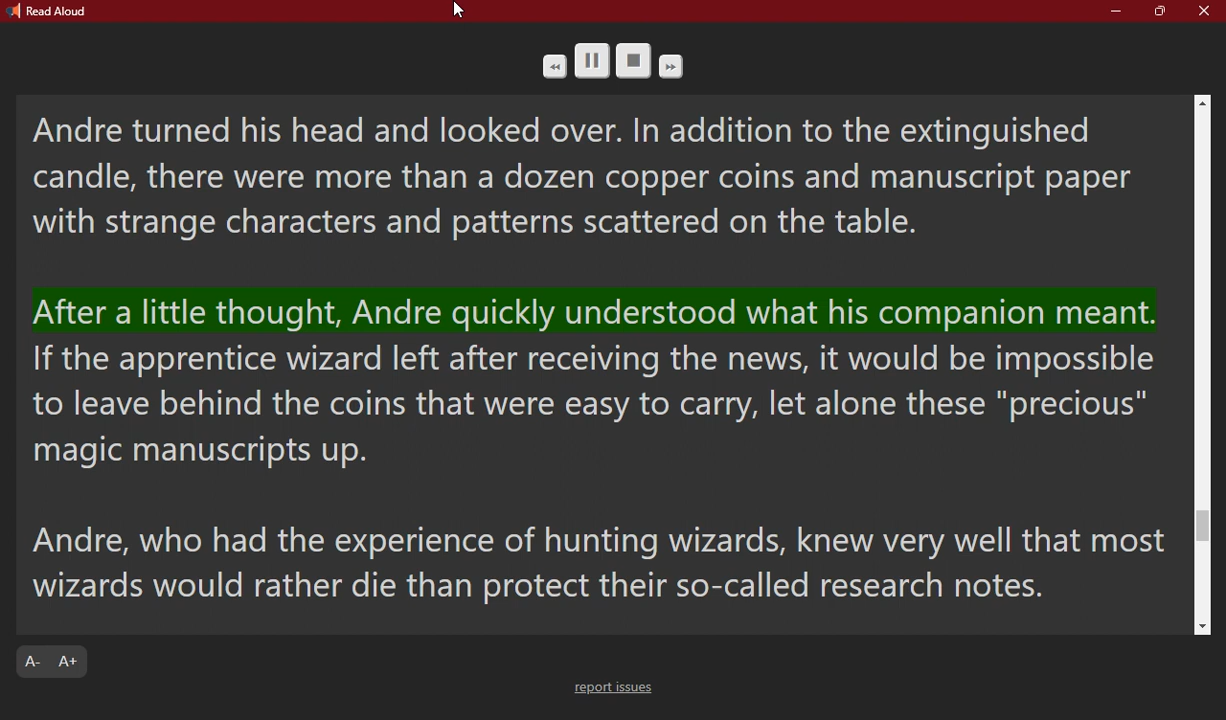 Read Aloud
Andre turned his head and looked over. In addition to the extinguished
candle, there were more than a dozen copper coins and manuscript paper
with strange characters and patterns scattered on the table.
After a little thought, Andre quickly understood what his companion meant.
If the apprentice wizard left after receiving the news, it would be impossible
to leave behind the coins that were easy to carry, let alone these "precious"
magic manuscripts up.
Andre, who had the experience of hunting wizards, knew very well that most
wizards would rather die than protect their so-called research notes.
A- A+
report issues